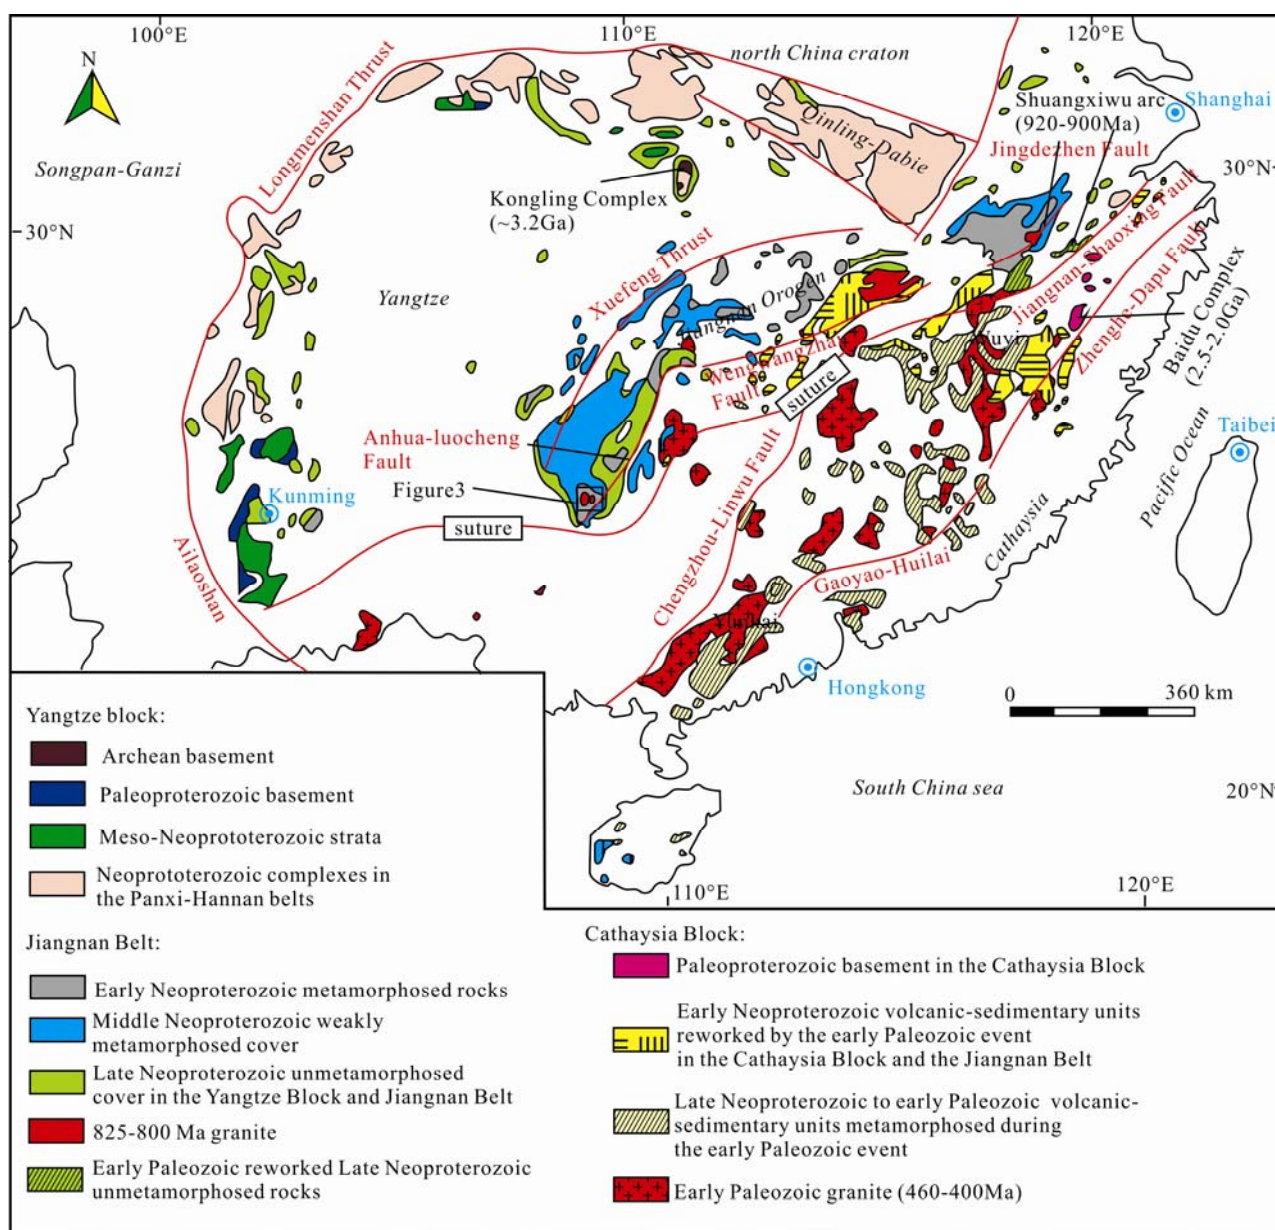 100°E
110°E
120°E
N
north China craton
Longmenshan Thrust
Shuangxiwu arc
(920-900Ma)
Shanghai
Qinling-Dabie
Jingdezhen Fault
Songpan-Ganzi
30°N
Kongling Complex
(~3.2Ga)
30°N
Xuefeng Thrust
Jiangnan-Shaoxing Fault
Yangtze
Jiangnan Orogen
Zhenghe-Dapu Fault
Baidu Complex
(2.5-2.0Ga)
Wuyi
Wengguangzhan
Fault
suture
Anhua-luocheng
Fault
Pacific Ocean
Taibei
Figure3
Kunming
suture
Chengzhou-Linwu Fault
Cathaysia
Ailaoshan
Gaoyao-Huilai
Yunkai
Hongkong
0 360 km
South China sea
20°N
110°E
120°E
Yangtze block:
Archean basement
Paleoproterozoic basement
Meso-Neoprototerozoic strata
Neoprototerozoic complexes in
the Panxi-Hannan belts
Jiangnan Belt:
Early Neoproterozoic metamorphosed rocks
Middle Neoproterozoic weakly
metamorphosed cover
Late Neoproterozoic unmetamorphosed
cover in the Yangtze Block and Jiangnan Belt
825-800 Ma granite
Early Paleozoic reworked Late Neoproterozoic
unmetamorphosed rocks
Cathaysia Block:
Paleoproterozoic basement in the Cathaysia Block
Early Neoproterozoic volcanic-sedimentary units
reworked by the early Paleozoic event
in the Cathaysia Block and the Jiangnan Belt
Late Neoproterozoic to early Paleozoic volcanic-
sedimentary units metamorphosed during
the early Paleozoic event
Early Paleozoic granite (460-400Ma)